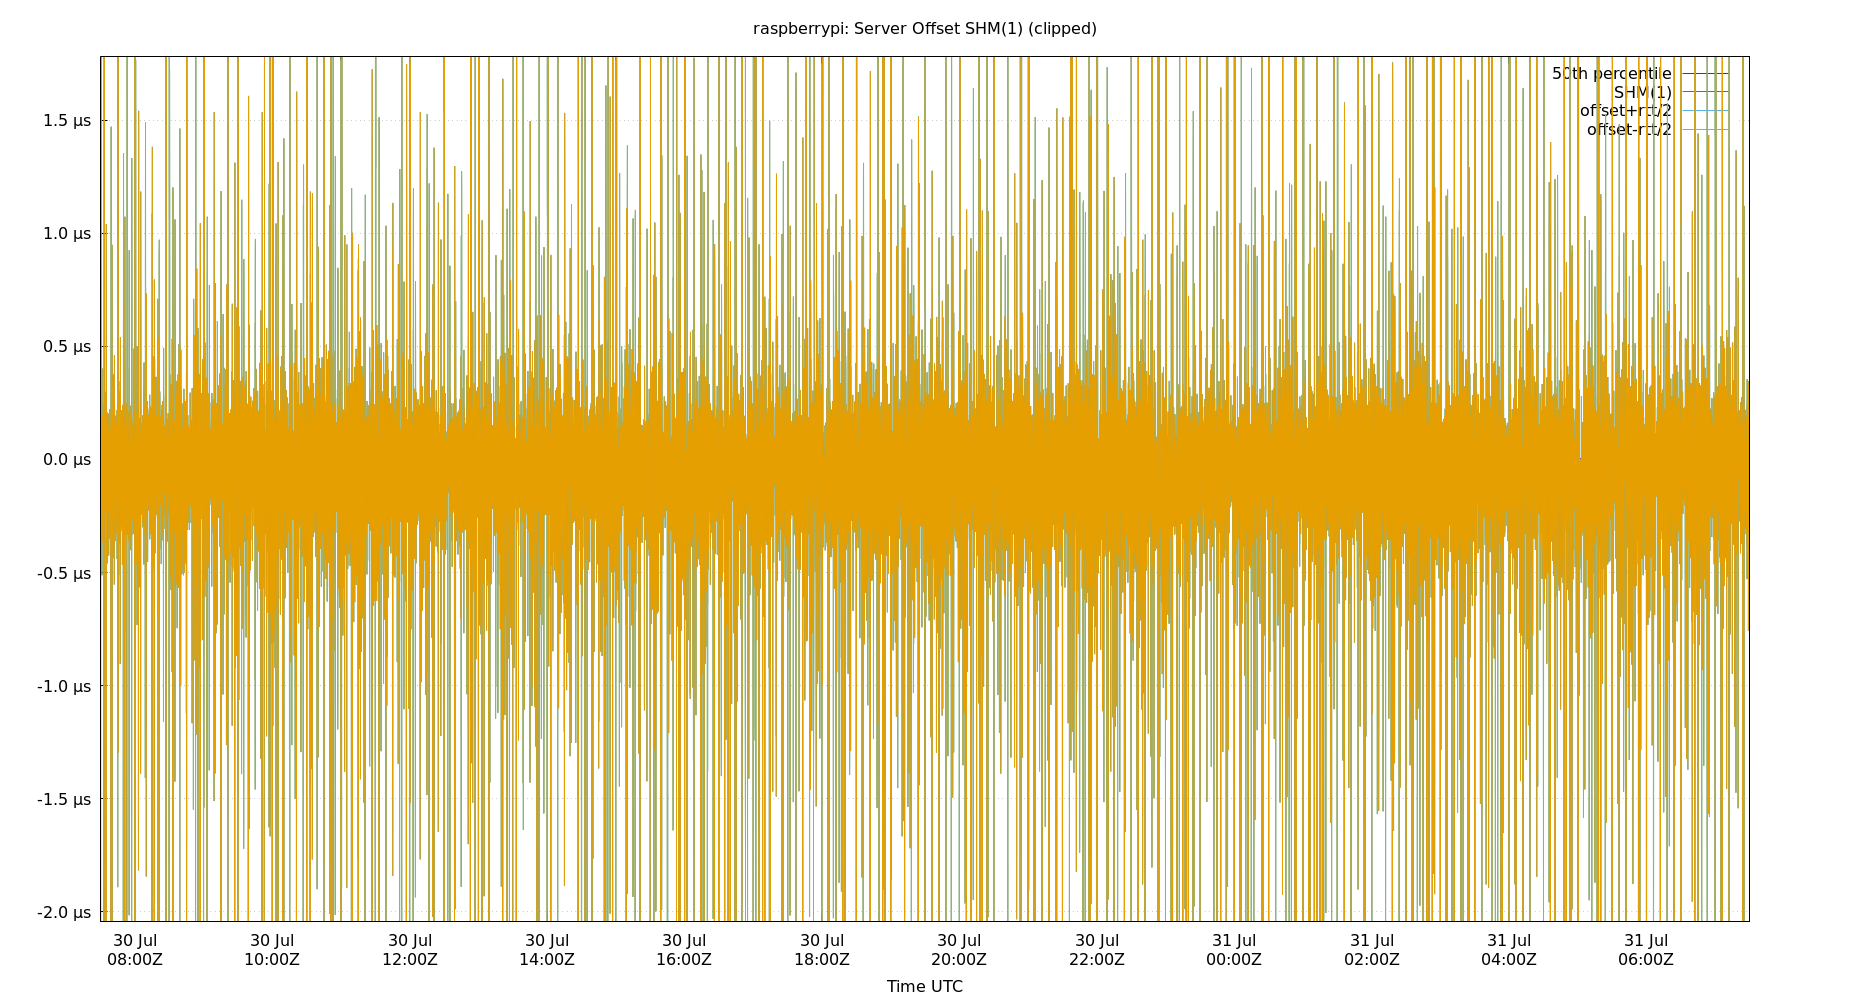 raspberrypi: Server Offset SHM(1) (clipped)
50th percentile
SHM(1)
offset+rtt/2
offset-rtt/2
1.5 µs
1.0 µs
0.5 µs
0.0 µs
-0.5 µs
-1.0 µs
-1.5 µs
-2.0 µs
30 Jul 30 Jul 30 Jul 30 Jul 30 Jul 30 Jul 30 Jul 30 Jul 31 Jul 31 Jul 31 Jul 31 Jul
08:00Z 10:00Z 12:00Z 14:00Z 16:00Z 18:00Z 20:00Z 22:00Z 00:00Z 02:00Z 04:00Z 06:00Z
Time UTC